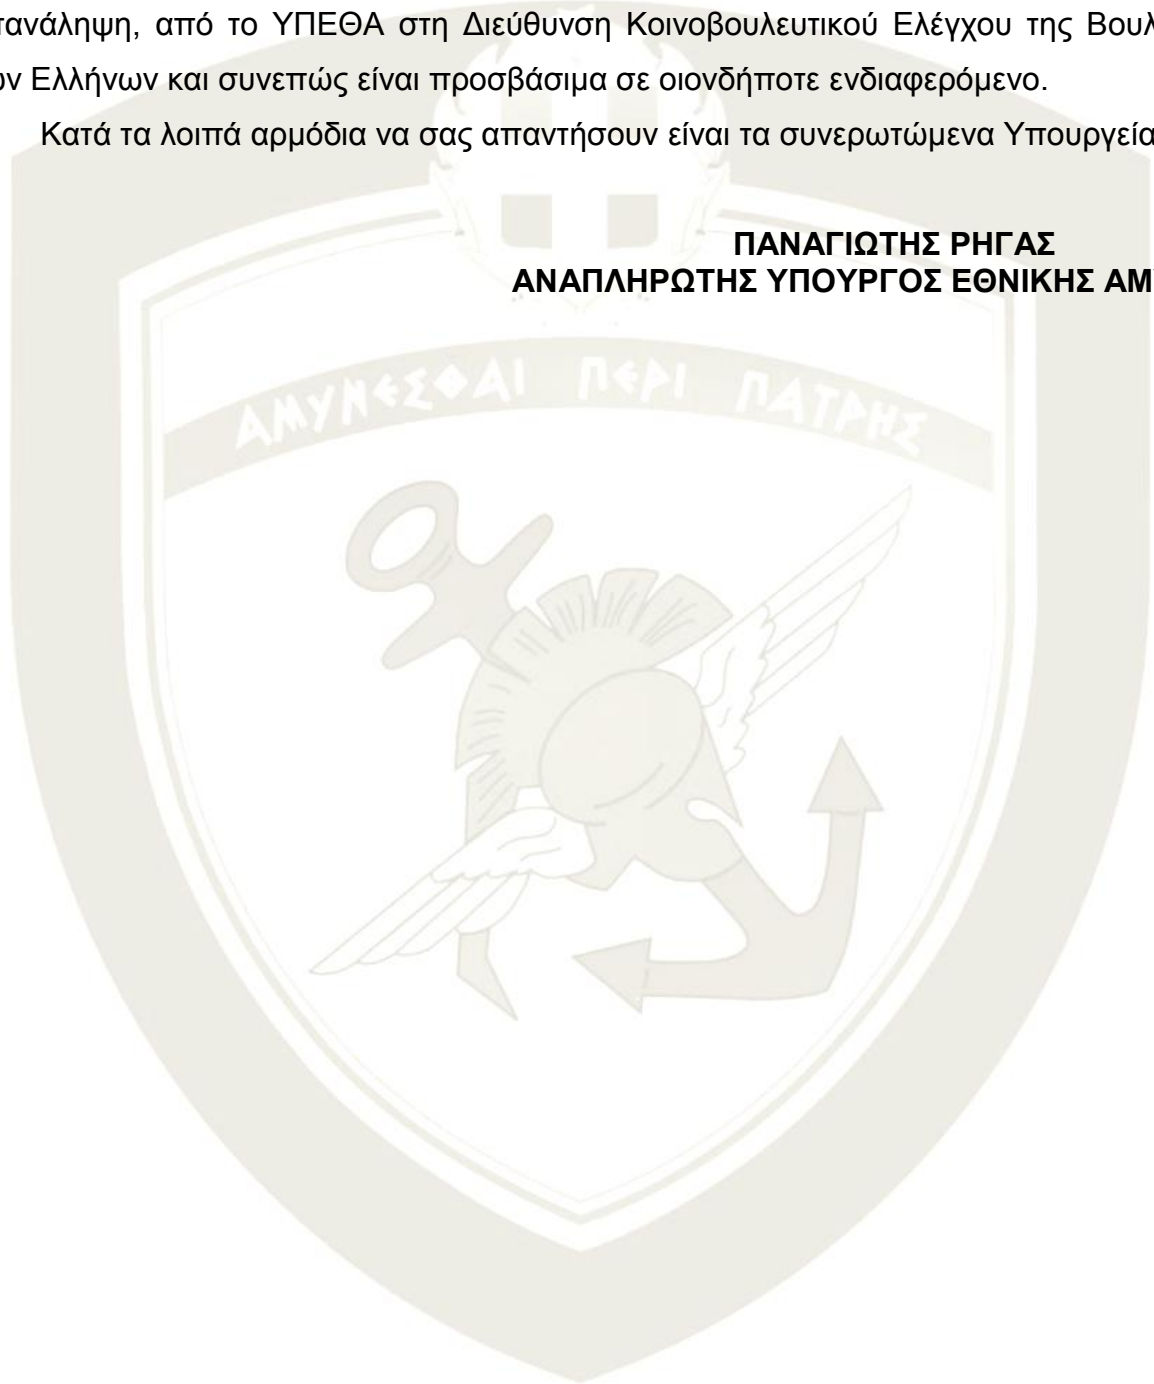 πανάληψη, από το ΥΠΕΘΑ στη Διεύθυνση Κοινοβουλευτικού Ελέγχου της Βουλ
ων Ελλήνων και συνεπώς είναι προσβάσιμα σε οιονδήποτε ενδιαφερόμενο.
Κατά τα λοιπά αρμόδια να σας απαντήσουν είναι τα συνερωτώμενα Υπουργεία
ΠΑΝΑΓΙΩΤΗΣ ΡΗΓΑΣ
ΑΝΑΠΛΗΡΩΤΗΣ ΥΠΟΥΡΓΟΣ ΕΘΝΙΚΗΣ ΑΜ
ΑΜΥΝΕΣΘΑΙ ΠΕΡΙ ΠΑΤΡΗΣ